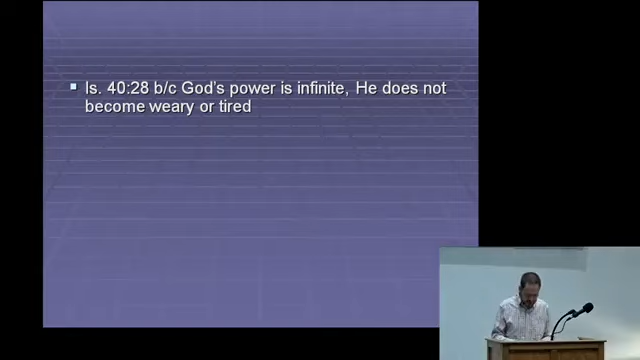 Is. 40:28 b/c God's power is infinite, He does not
become weary or tired